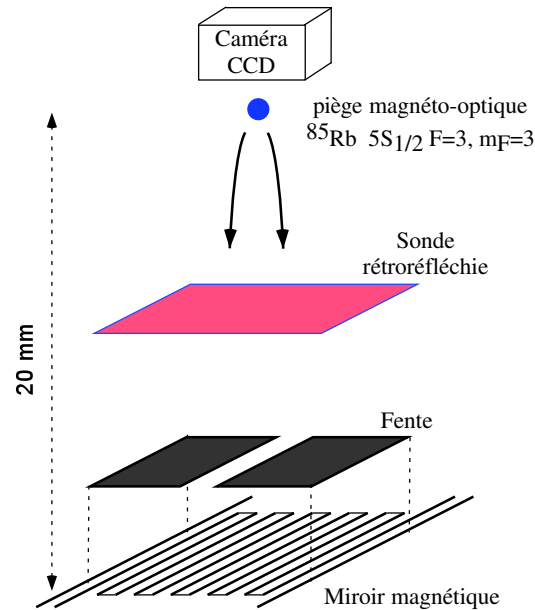 Caméra
CCD
piège magnéto-optique
85Rb 5S1/2 F=3, mF=3
Sonde
rétroréfléchie
20 mm
Fente
Miroir magnétique